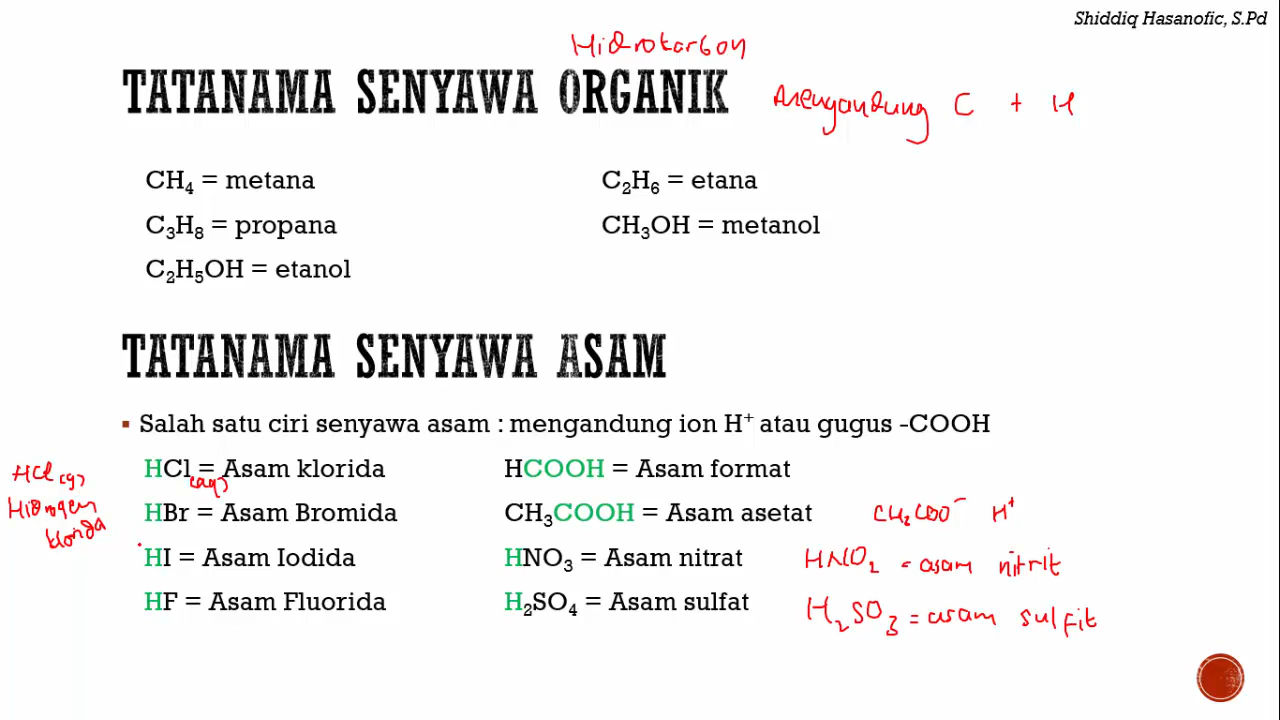 Shiddiq Hasanofic, S.Pd
Hidrokarbon
TATANAMA SENYAWA ORGANIK
Mengandung C + H
CH₄ = metana
C₂H₆ = etana
C₃H₈ = propana
CH₃OH = metanol
C₂H₅OH = etanol
TATANAMA SENYAWA ASAM
▪ Salah satu ciri senyawa asam : mengandung ion H⁺ atau gugus -COOH
HCl (g)
Hidrogen
klorida
HCl (aq) = Asam klorida
HCOOH = Asam format
HBr = Asam Bromida
CH₃COOH = Asam asetat
CH₃COO⁻ H⁺
HI = Asam Iodida
HNO₃ = Asam nitrat
HNO₂ = asam nitrit
HF = Asam Fluorida
H₂SO₄ = Asam sulfat
H₂SO₃ = asam sulfit